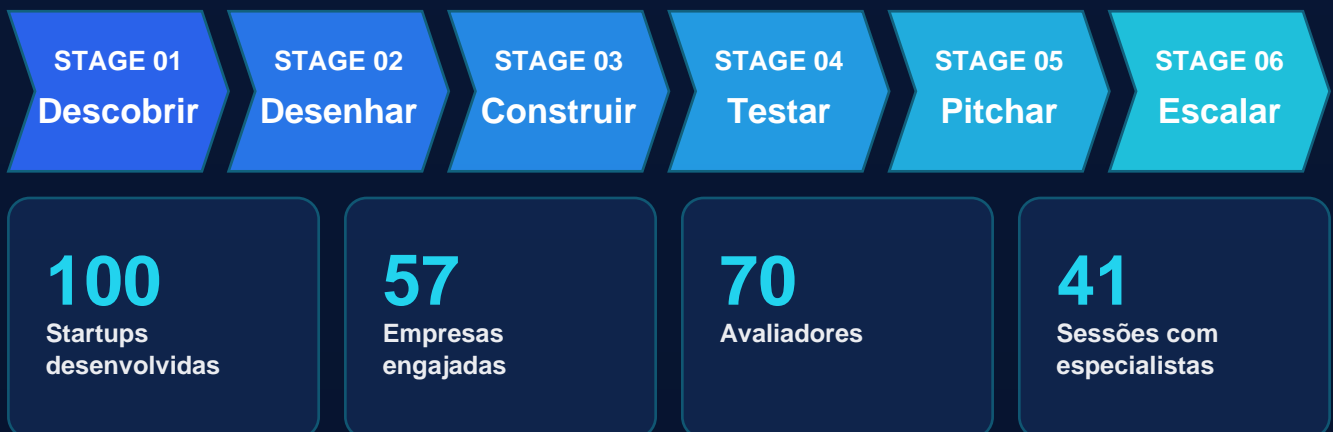 STAGE 01
Descobrir
STAGE 02
Desenhar
STAGE 03
Construir
STAGE 04
Testar
STAGE 05
Pitchar
STAGE 06
Escalar
100
Startups
desenvolvidas
57
Empresas
engajadas
70
Avaliadores
41
Sessões com
especialistas